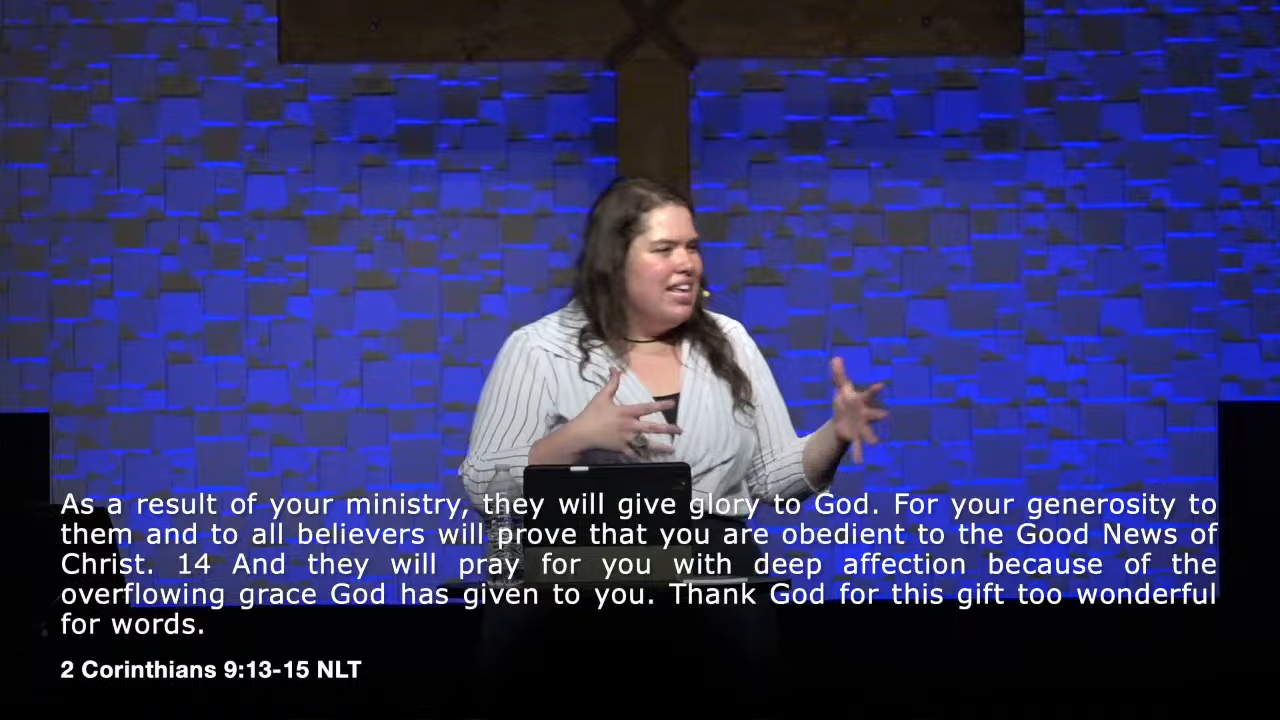 As a result of your ministry, they will give glory to God. For your generosity to
them and to all believers will prove that you are obedient to the Good News of
Christ. 14 And they will pray for you with deep affection because of the
overflowing grace God has given to you. Thank God for this gift too wonderful
for words.
2 Corinthians 9:13-15 NLT